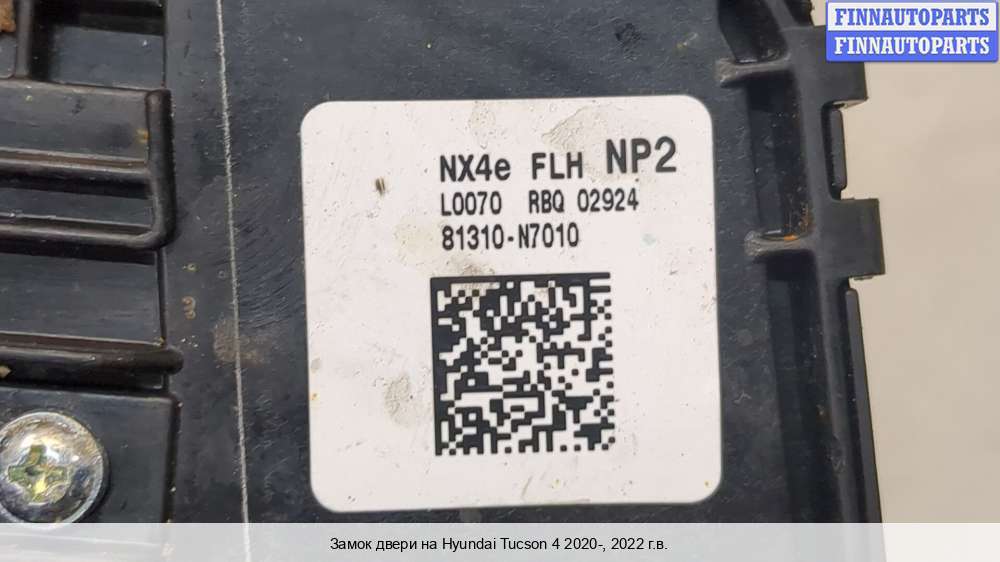 FINNAUTOPARTS
FINNAUTOPARTS
NX4e FLH NP2
L0070 RBQ 02924
81310-N7010
Замок двери на Hyundai Tucson 4 2020-, 2022 г.в.